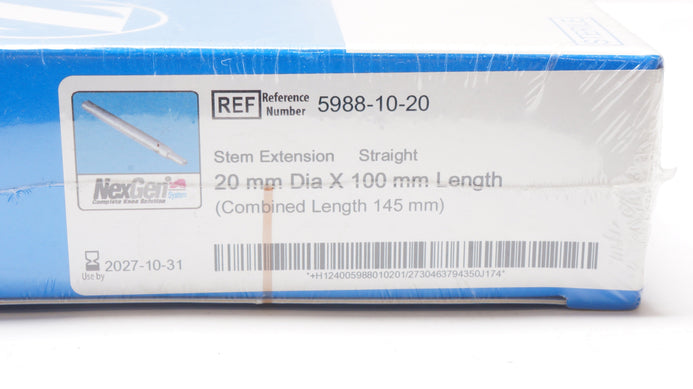 REF Reference Number 5988-10-20
Stem Extension Straight
20 mm Dia X 100 mm Length
(Combined Length 145 mm)
NexGen
System
Complete Knee Solution
Use by 2027-10-31
*+H124005988010201/2730463794350J174*